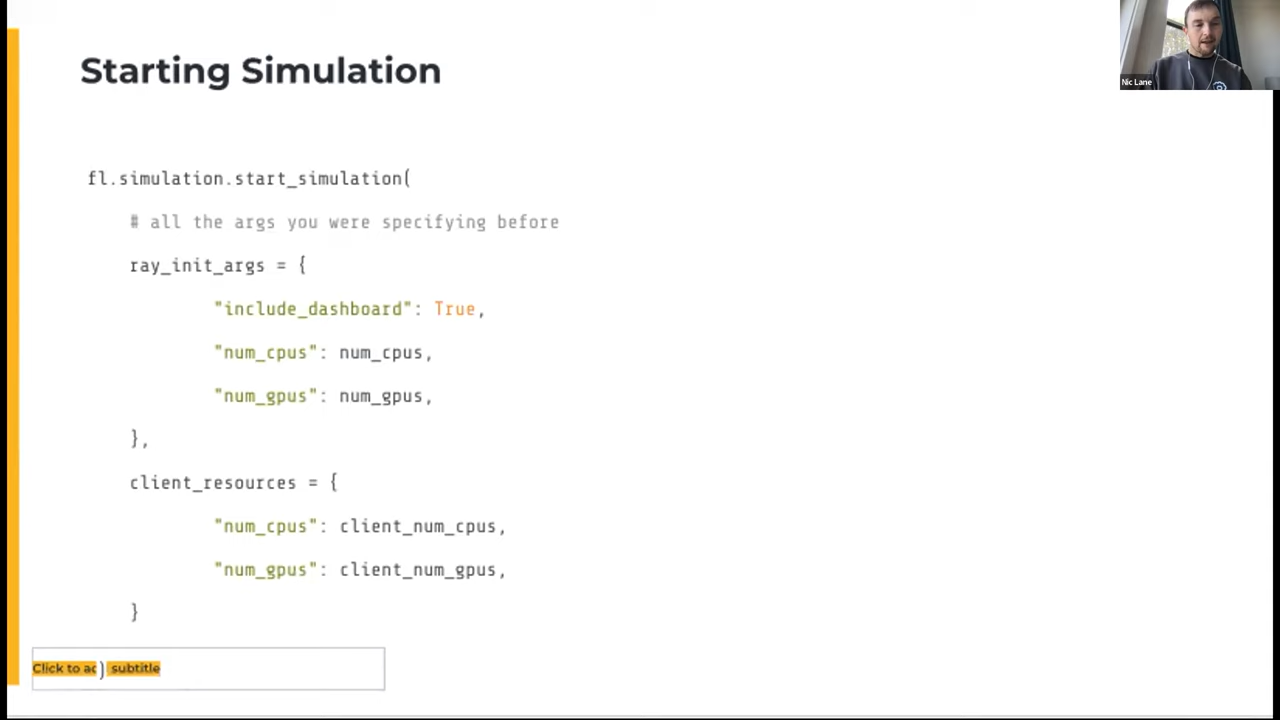 Starting Simulation
Nic Lane
fl.simulation.start_simulation(
# all the args you were specifying before
ray_init_args = {
"include_dashboard": True,
"num_cpus": num_cpus,
"num_gpus": num_gpus,
},
client_resources = {
"num_cpus": client_num_cpus,
"num_gpus": client_num_gpus,
}
)
Click to ad subtitle